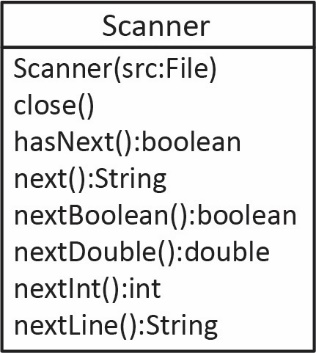 Scanner
Scanner(src:File)
close()
hasNext():boolean
next():String
nextBoolean():boolean
nextDouble():double
nextInt():int
nextLine():String